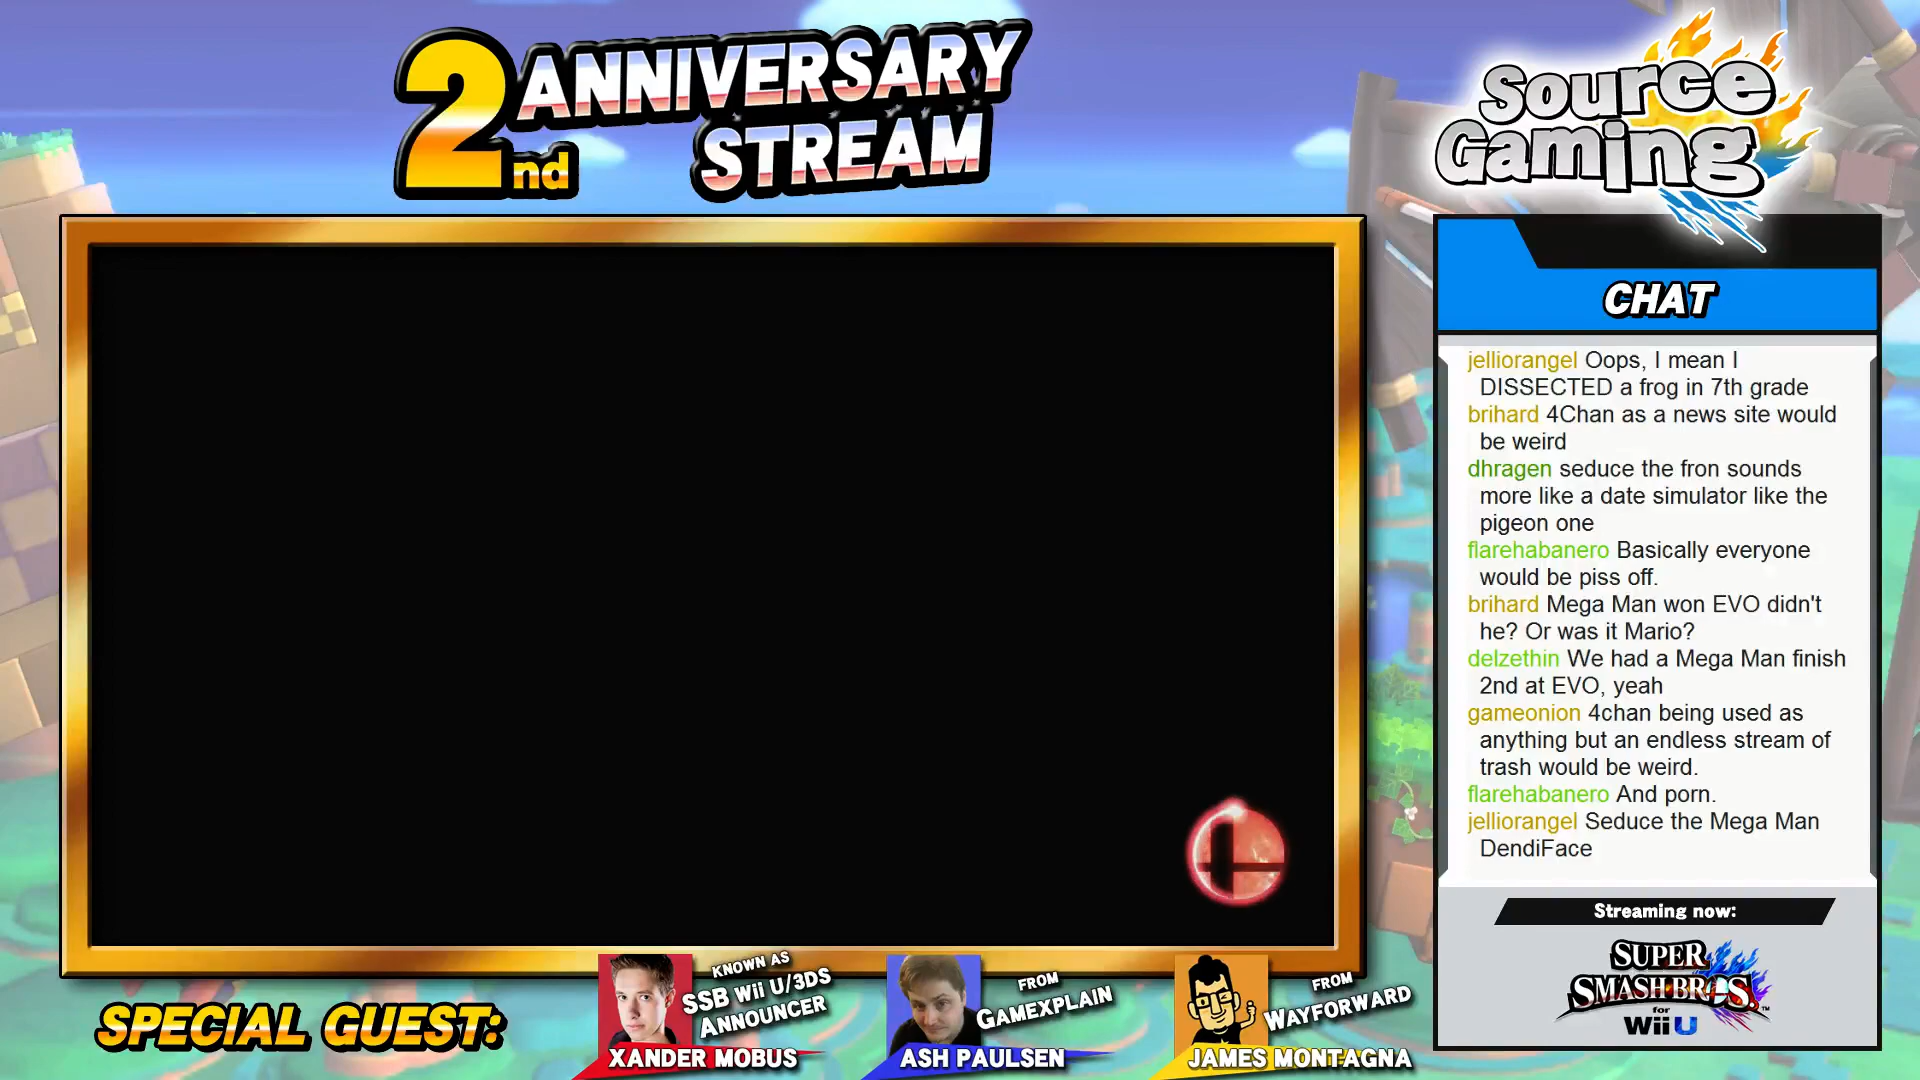 2nd ANNIVERSARY
STREAM
Source
Gaming
CHAT
jelliorangel Oops, I mean I
DISSECTED a frog in 7th grade
brihard 4Chan as a news site would
be weird
dhragen seduce the fron sounds
more like a date simulator like the
pigeon one
flarehabanero Basically everyone
would be piss off.
brihard Mega Man won EVO didn't
he? Or was it Mario?
delzethin We had a Mega Man finish
2nd at EVO, yeah
gameonion 4chan being used as
anything but an endless stream of
trash would be weird.
flarehabanero And porn.
jelliorangel Seduce the Mega Man
DendiFace
Streaming now:
SUPER
SMASH BROS.™
for
Wii U
SPECIAL GUEST:
KNOWN AS
SSB Wii U/3DS
ANNOUNCER
XANDER MOBUS
FROM
GAMEXPLAIN
ASH PAULSEN
FROM
WAYFORWARD
JAMES MONTAGNA